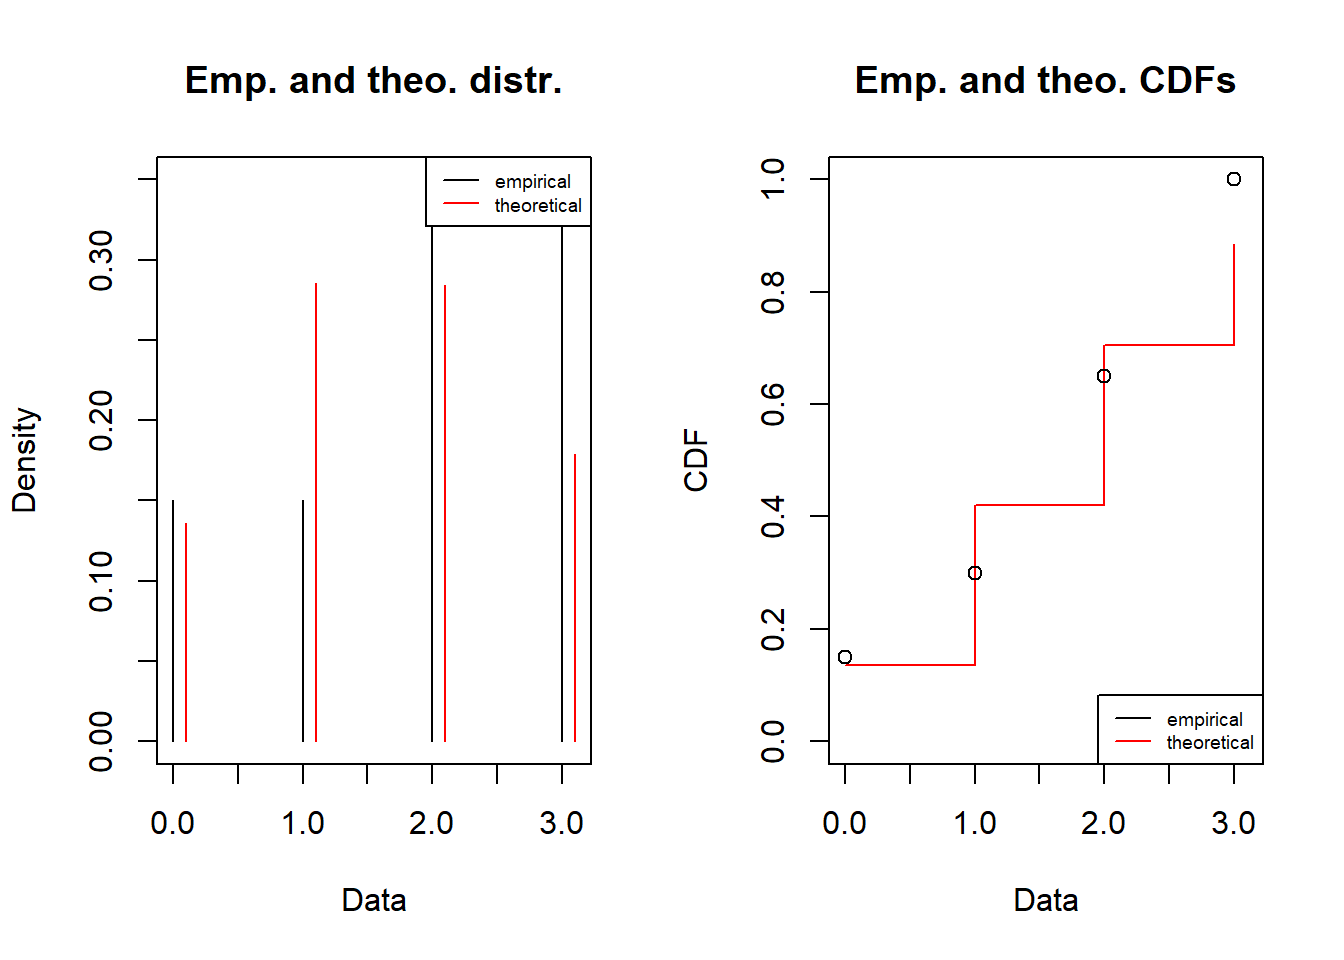 Emp. and theo. distr.
empirical
theoretical
Density
0.00
0.10
0.20
0.30
0.0 1.0 2.0 3.0
Data
Emp. and theo. CDFs
CDF
0.0
0.2
0.4
0.6
0.8
1.0
empirical
theoretical
0.0 1.0 2.0 3.0
Data